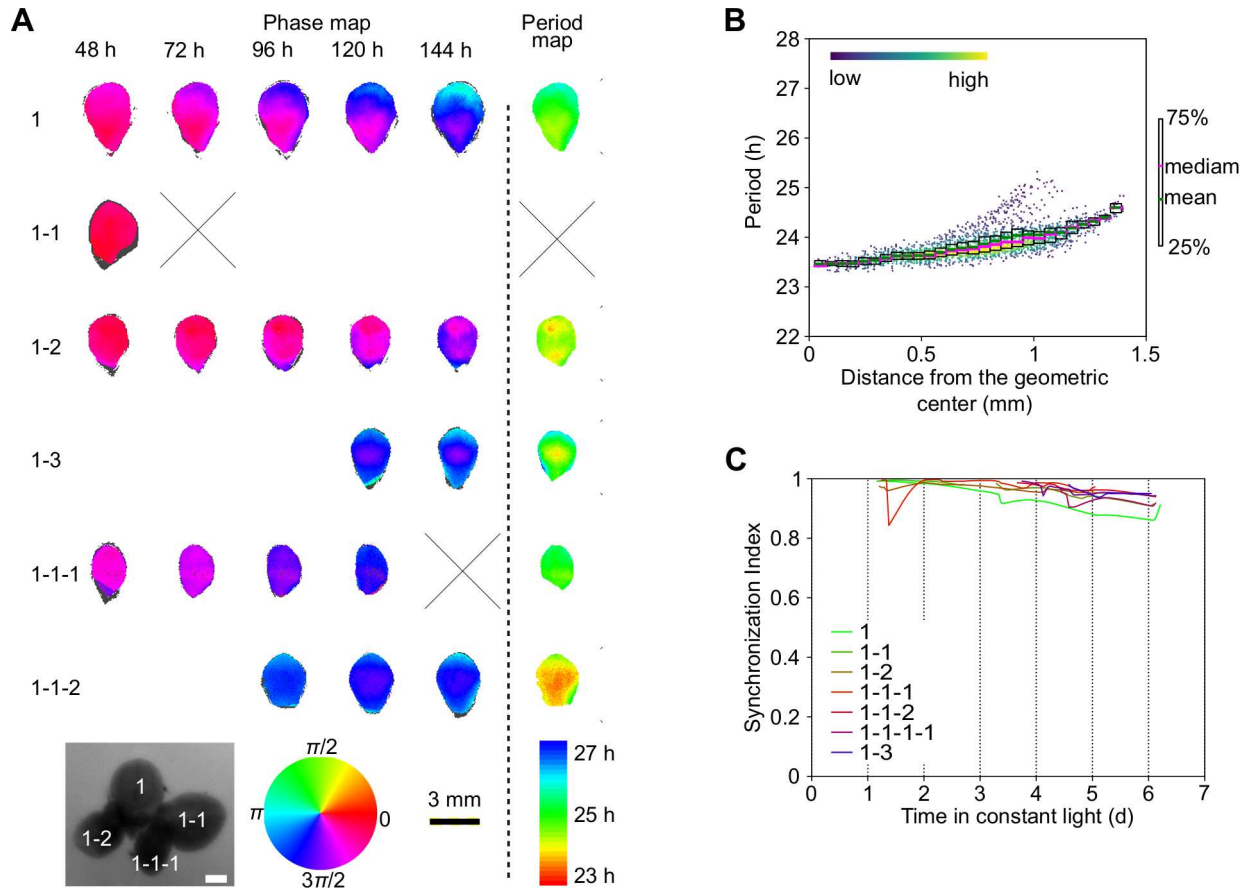 A
Phase map
Period map
48 h 72 h 96 h 120 h 144 h
1
1-1
1-2
1-3
1-1-1
1-1-2
1
1-1
1-2
1-1-1
π/2
π
0
3π/2
3 mm
27 h
25 h
23 h
B
28
27
26
25
24
23
22
Period (h)
low
high
0
0.5
1
1.5
Distance from the geometric
center (mm)
75%
mediam
mean
25%
C
1
0.8
0.6
0.4
0.2
0
Synchronization Index
1
1-1
1-2
1-1-1
1-1-2
1-1-1-1
1-3
0 1 2 3 4 5 6 7
Time in constant light (d)